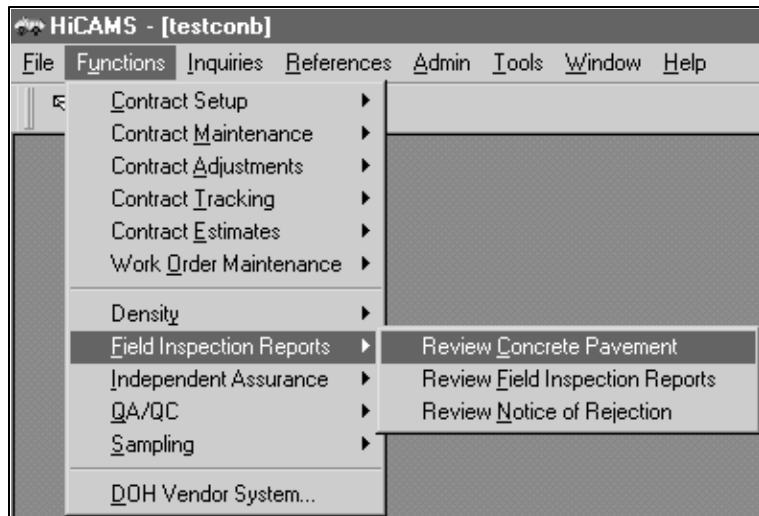 HiCAMS - [testconb]
File Functions Inquiries References Admin Tools Window Help
Contract Setup
Contract Maintenance
Contract Adjustments
Contract Tracking
Contract Estimates
Work Order Maintenance
Density
Field Inspection Reports
Review Concrete Pavement
Independent Assurance
Review Field Inspection Reports
QA/QC
Review Notice of Rejection
Sampling
DOH Vendor System...